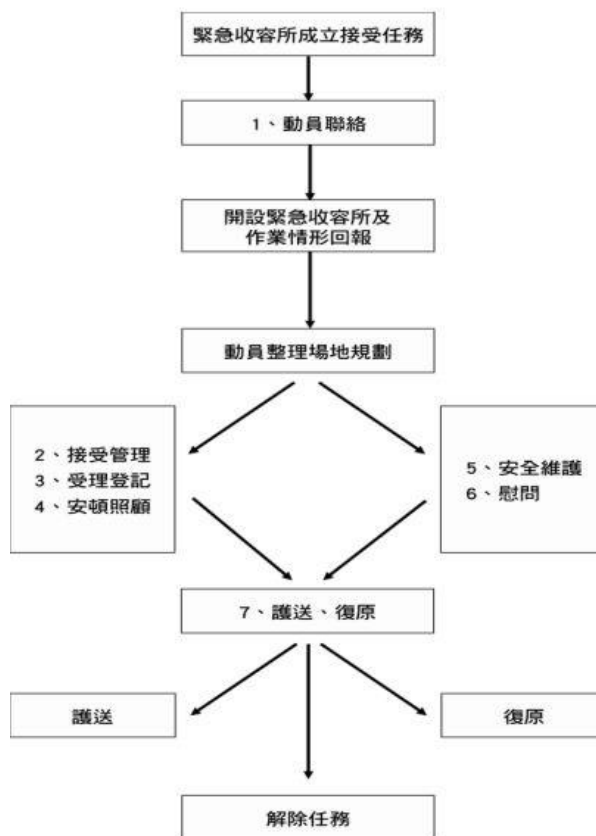 緊急收容所成立接受任務
1、動員聯絡
開設緊急收容所及
作業情形回報
動員整理場地規劃
2、接受管理
3、受理登記
4、安頓照顧
5、安全維護
6、慰問
7、護送、復原
護送
復原
解除任務